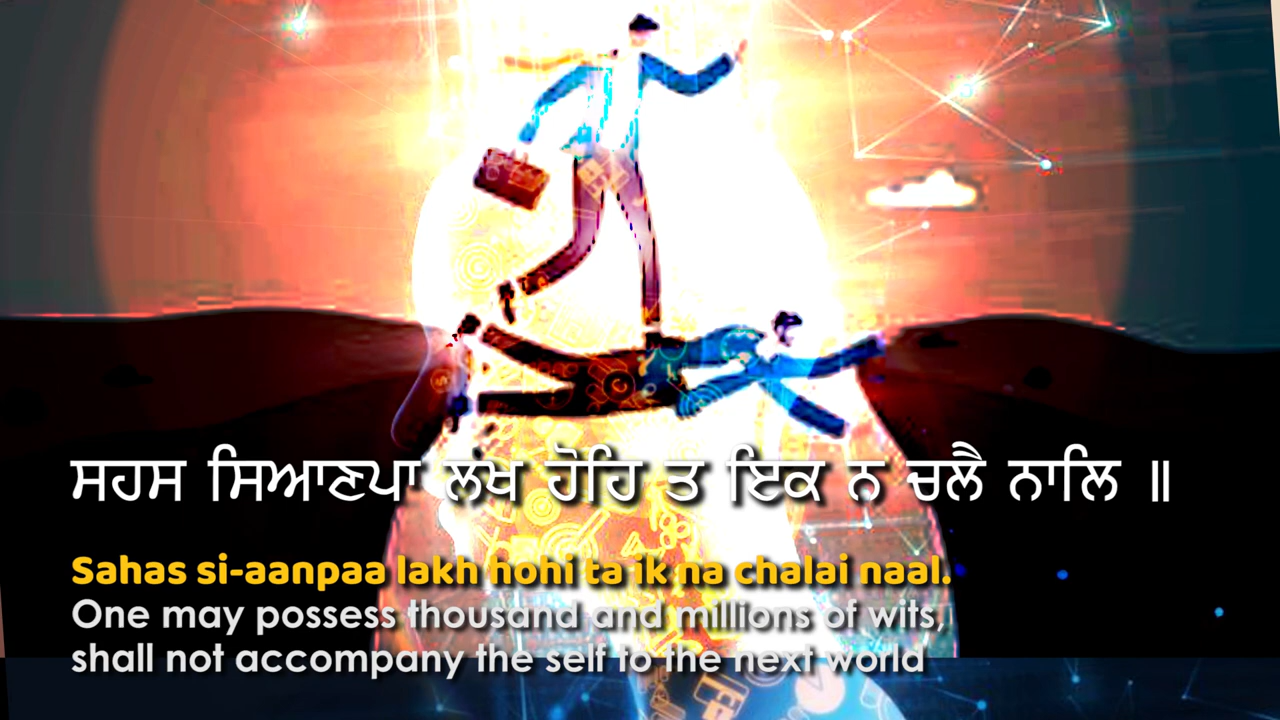 ਸਹਸ ਸਿਆਣਪਾ ਲਖ ਹੋਹਿ ਤ ਇਕ ਨ ਚਲੈ ਨਾਲਿ ॥
Sahas si-aanpaa lakh hohi ta ik na chalai naal.
One may possess thousand and millions of wits,
shall not accompany the self to the next world